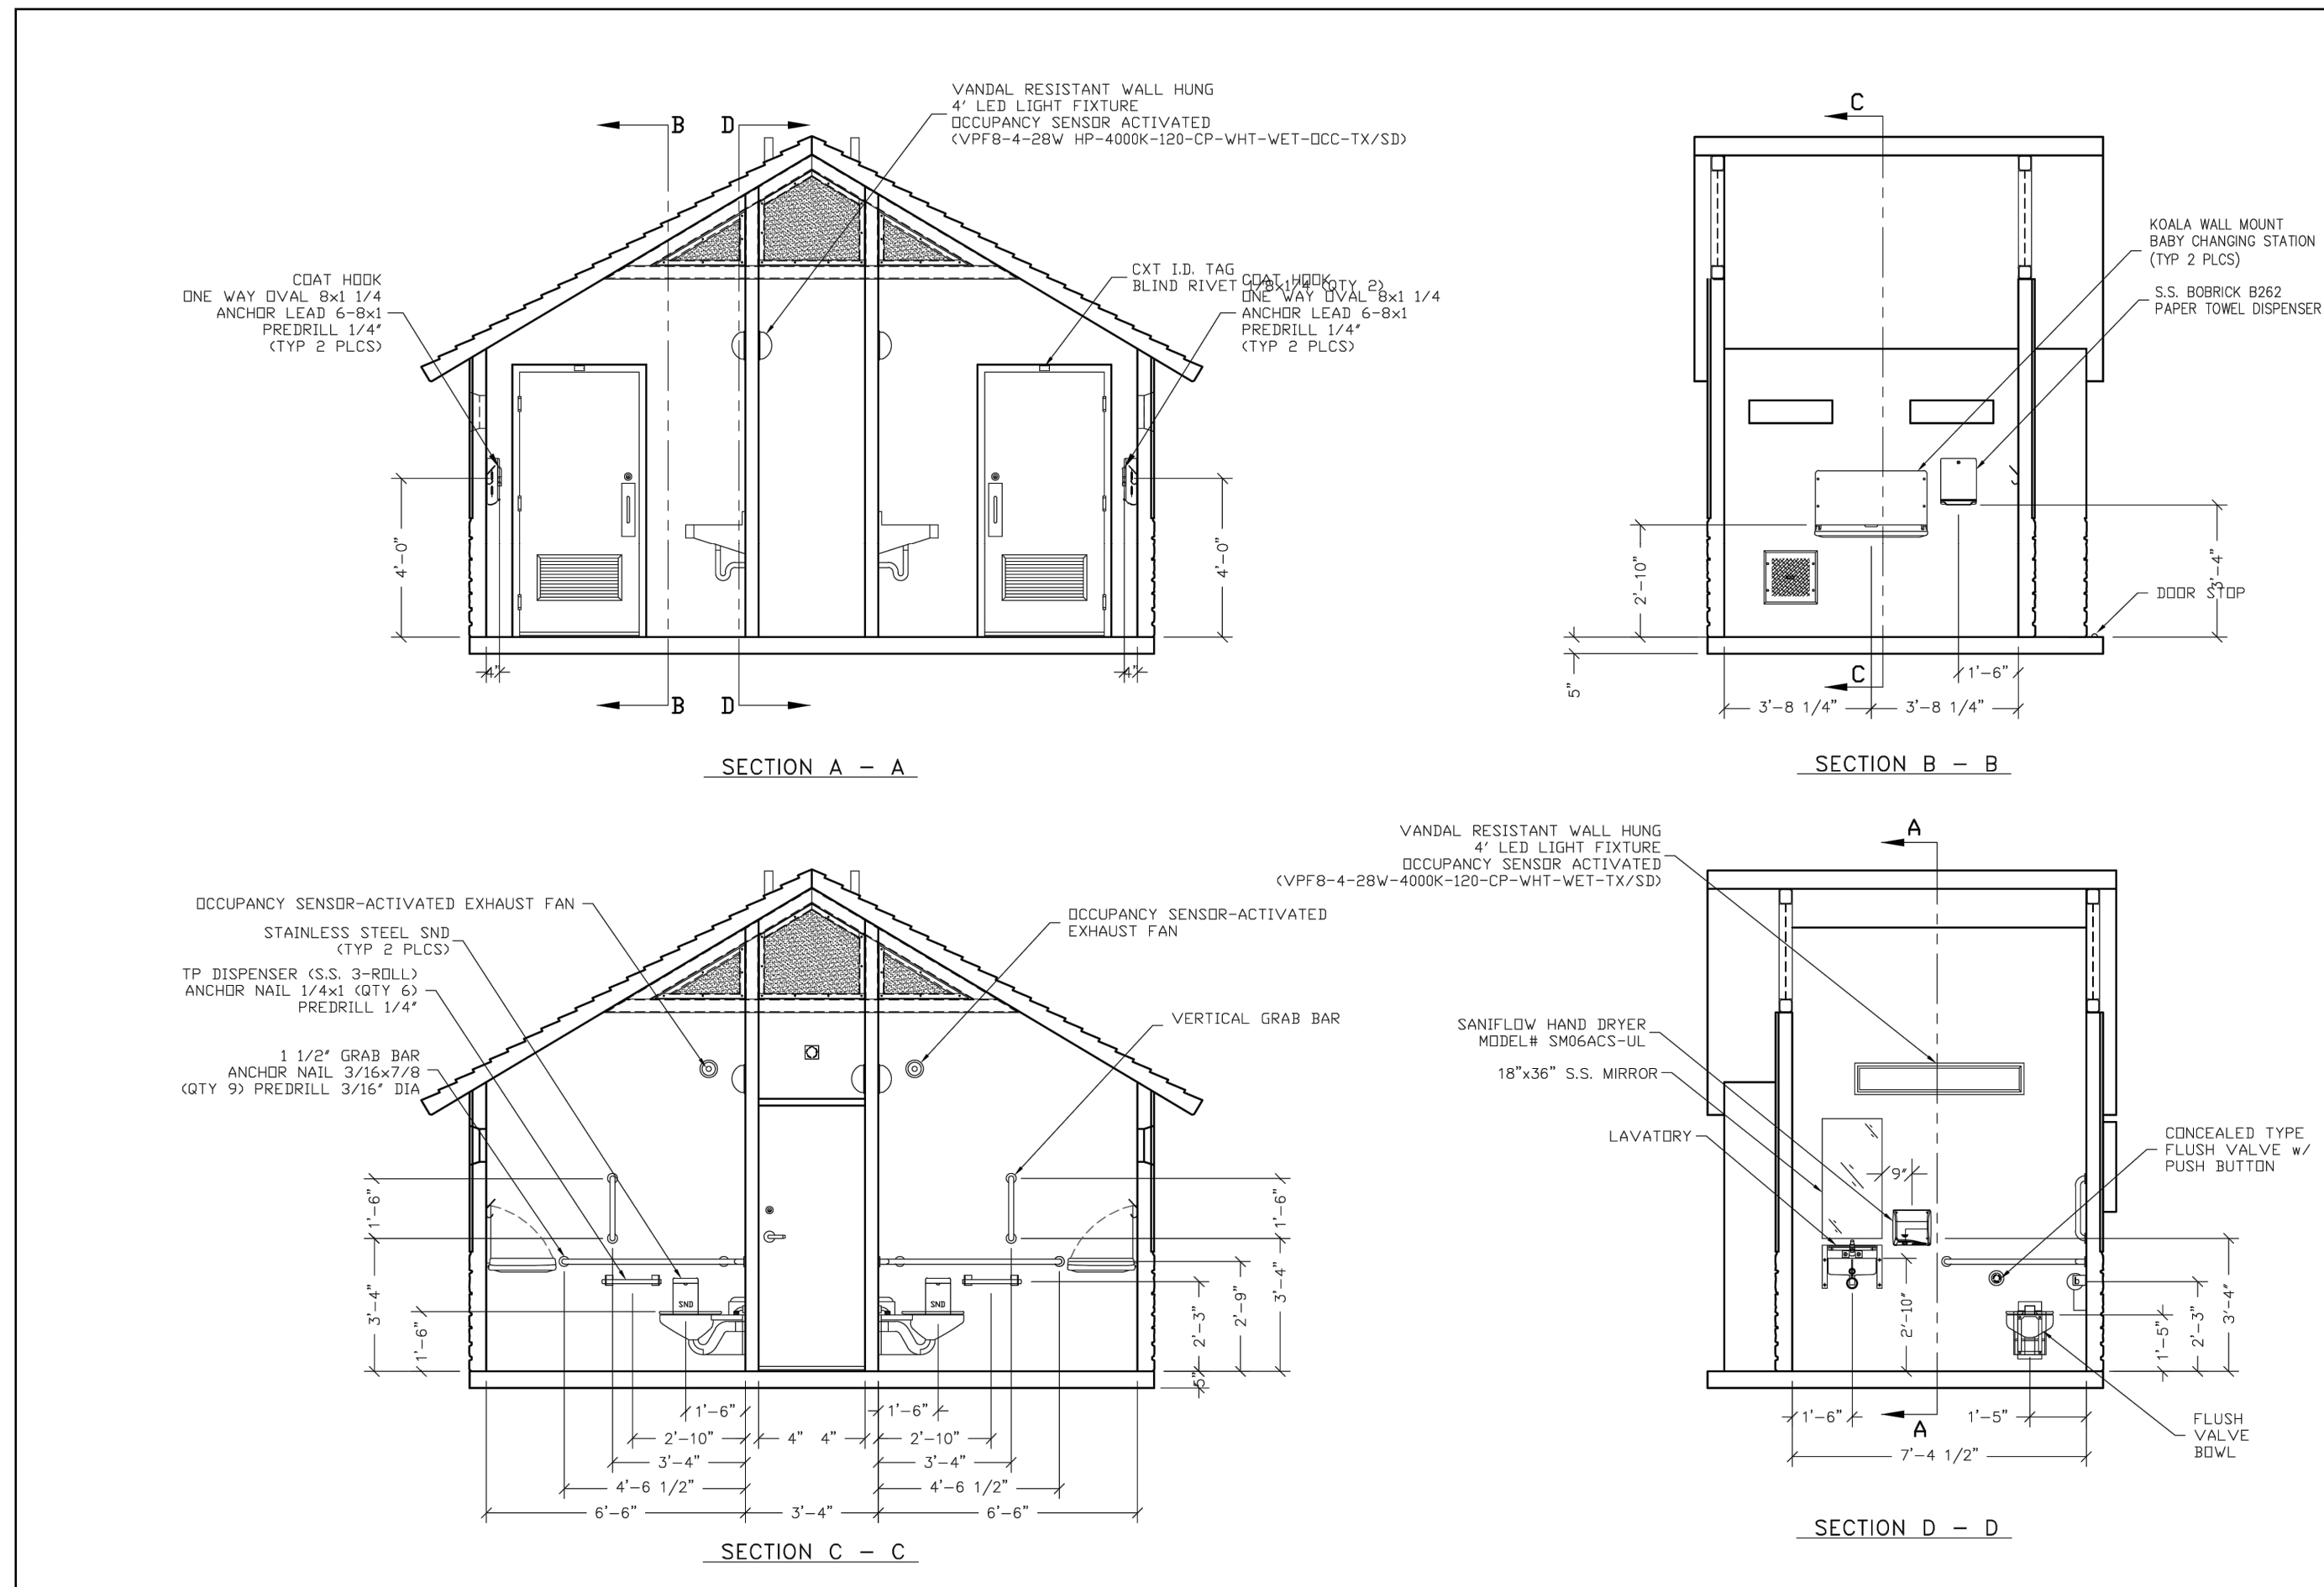 B
D
VANDAL RESISTANT WALL HUNG
4' LED LIGHT FIXTURE
OCCUPANCY SENSOR ACTIVATED
(VPF8-4-28W HP-4000K-120-CP-WHT-WET-OCC-TX/SD)
COAT HOOK
ONE WAY OVAL 8x1 1/4
ANCHOR LEAD 6-8x1
PREDRILL 1/4"
(TYP 2 PLCS)
CXT I.D. TAG
BLIND RIVET 1/8x1/4 (QTY 2)
COAT HOOK
ONE WAY OVAL 8x1 1/4
ANCHOR LEAD 6-8x1
PREDRILL 1/4"
(TYP 2 PLCS)
4'-0"
4'-0"
4"
4"
B
D
SECTION A - A
C
KOALA WALL MOUNT
BABY CHANGING STATION
(TYP 2 PLCS)
S.S. BOBRICK B262
PAPER TOWEL DISPENSER
2'-10"
3'-4"
DOOR STOP
5"
C
1'-6"
3'-8 1/4"
3'-8 1/4"
SECTION B - B
OCCUPANCY SENSOR-ACTIVATED EXHAUST FAN
STAINLESS STEEL SND
(TYP 2 PLCS)
TP DISPENSER (S.S. 3-ROLL)
ANCHOR NAIL 1/4x1 (QTY 6)
PREDRILL 1/4"
1 1/2" GRAB BAR
ANCHOR NAIL 3/16x7/8
(QTY 9) PREDRILL 3/16" DIA
OCCUPANCY SENSOR-ACTIVATED
EXHAUST FAN
VERTICAL GRAB BAR
1'-6"
3'-4"
1'-6"
SND
SND
1'-6"
3'-4"
2'-9"
2'-3"
5"
1'-6"
1'-6"
2'-10"
4"
4"
2'-10"
3'-4"
3'-4"
4'-6 1/2"
4'-6 1/2"
6'-6"
3'-4"
6'-6"
SECTION C - C
A
VANDAL RESISTANT WALL HUNG
4' LED LIGHT FIXTURE
OCCUPANCY SENSOR ACTIVATED
(VPF8-4-28W-4000K-120-CP-WHT-WET-TX/SD)
SANIFLOW HAND DRYER
MODEL# SM06ACS-UL
18"x36" S.S. MIRROR
LAVATORY
9"
CONCEALED TYPE
FLUSH VALVE w/
PUSH BUTTON
2'-10"
1'-5"
2'-3"
3'-4"
1'-6"
A
1'-5"
7'-4 1/2"
FLUSH
VALVE
BOWL
SECTION D - D